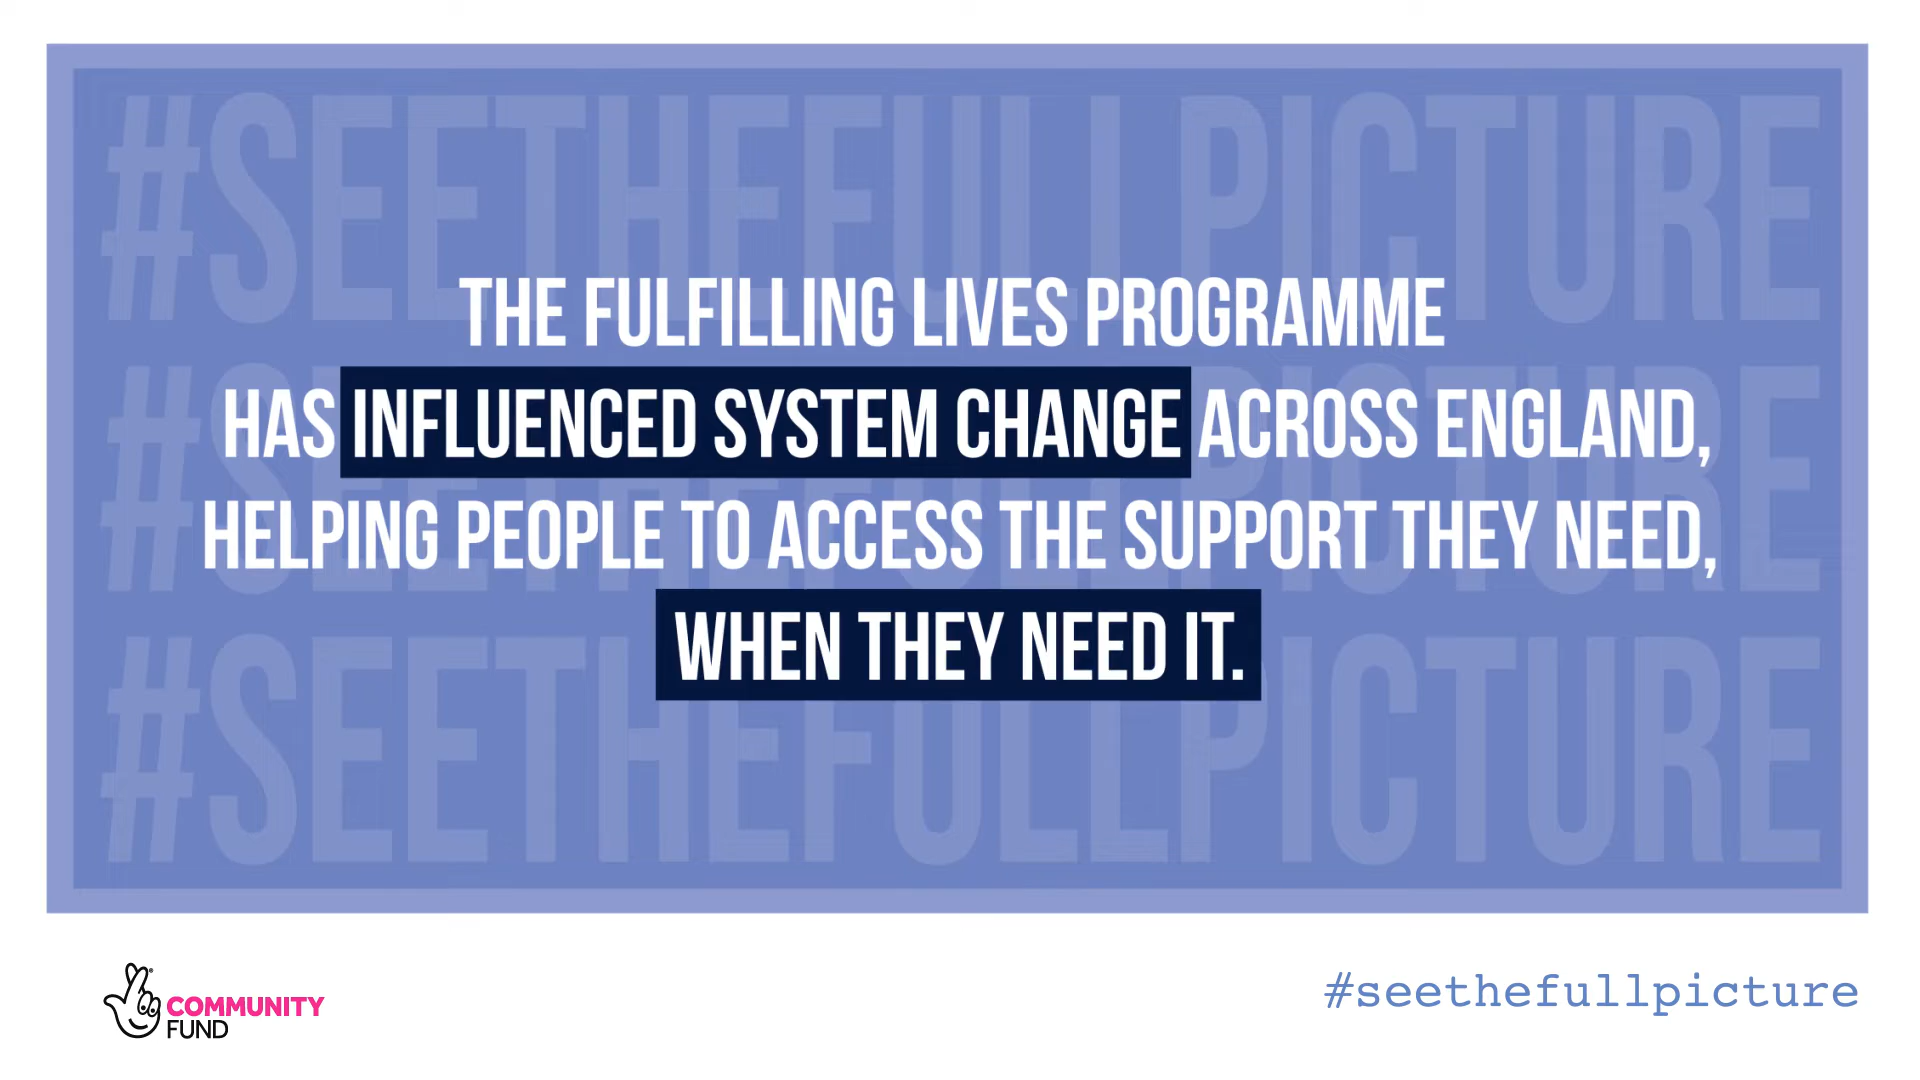 #SEETHEFULLPICTURE
THE FULFILLING LIVES PROGRAMME
HAS INFLUENCED SYSTEM CHANGE ACROSS ENGLAND,
#SEETHEFULLPICTURE
HELPING PEOPLE TO ACCESS THE SUPPORT THEY NEED,
WHEN THEY NEED IT.
#SEETHEFULLPICTURE
COMMUNITY
FUND
#seethefullpicture